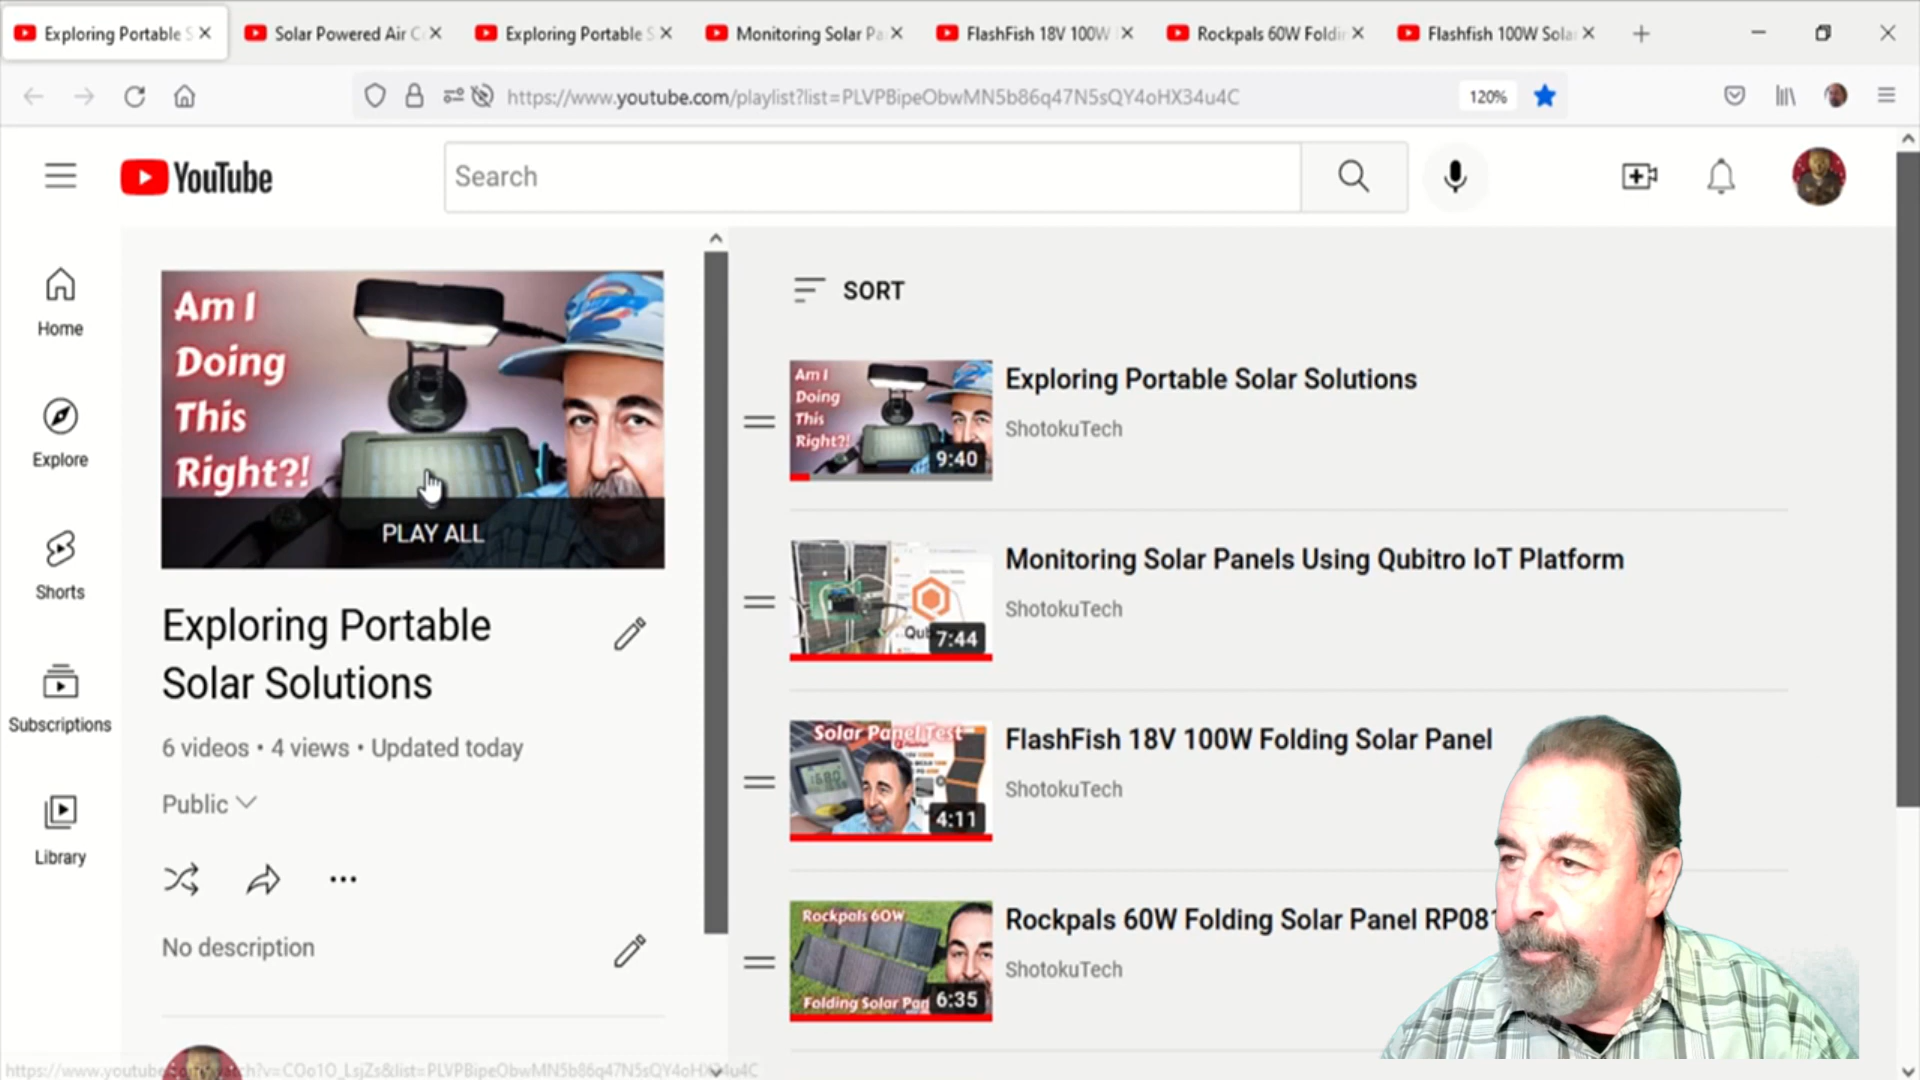 Exploring Portable S
Solar Powered Air C
Exploring Portable S
Monitoring Solar Pa
FlashFish 18V 100W
Rockpals 60W Foldi
Flashfish 100W Sola
https://www.youtube.com/playlist?list=PLVPBipeObwMN5b86q47N5sQY4oHX34u4C
120%
YouTube
Search
Home
Explore
Shorts
Subscriptions
Library
Am I
Doing
This
Right?!
PLAY ALL
Exploring Portable
Solar Solutions
6 videos • 4 views • Updated today
Public
No description
SORT
Am I
Doing
This
Right?!
9:40
Exploring Portable Solar Solutions
ShotokuTech
7:44
Monitoring Solar Panels Using Qubitro IoT Platform
ShotokuTech
Solar Panel Test
4:11
FlashFish 18V 100W Folding Solar Panel
ShotokuTech
Rockpals 60W
Folding Solar Pan
6:35
Rockpals 60W Folding Solar Panel RP081
ShotokuTech